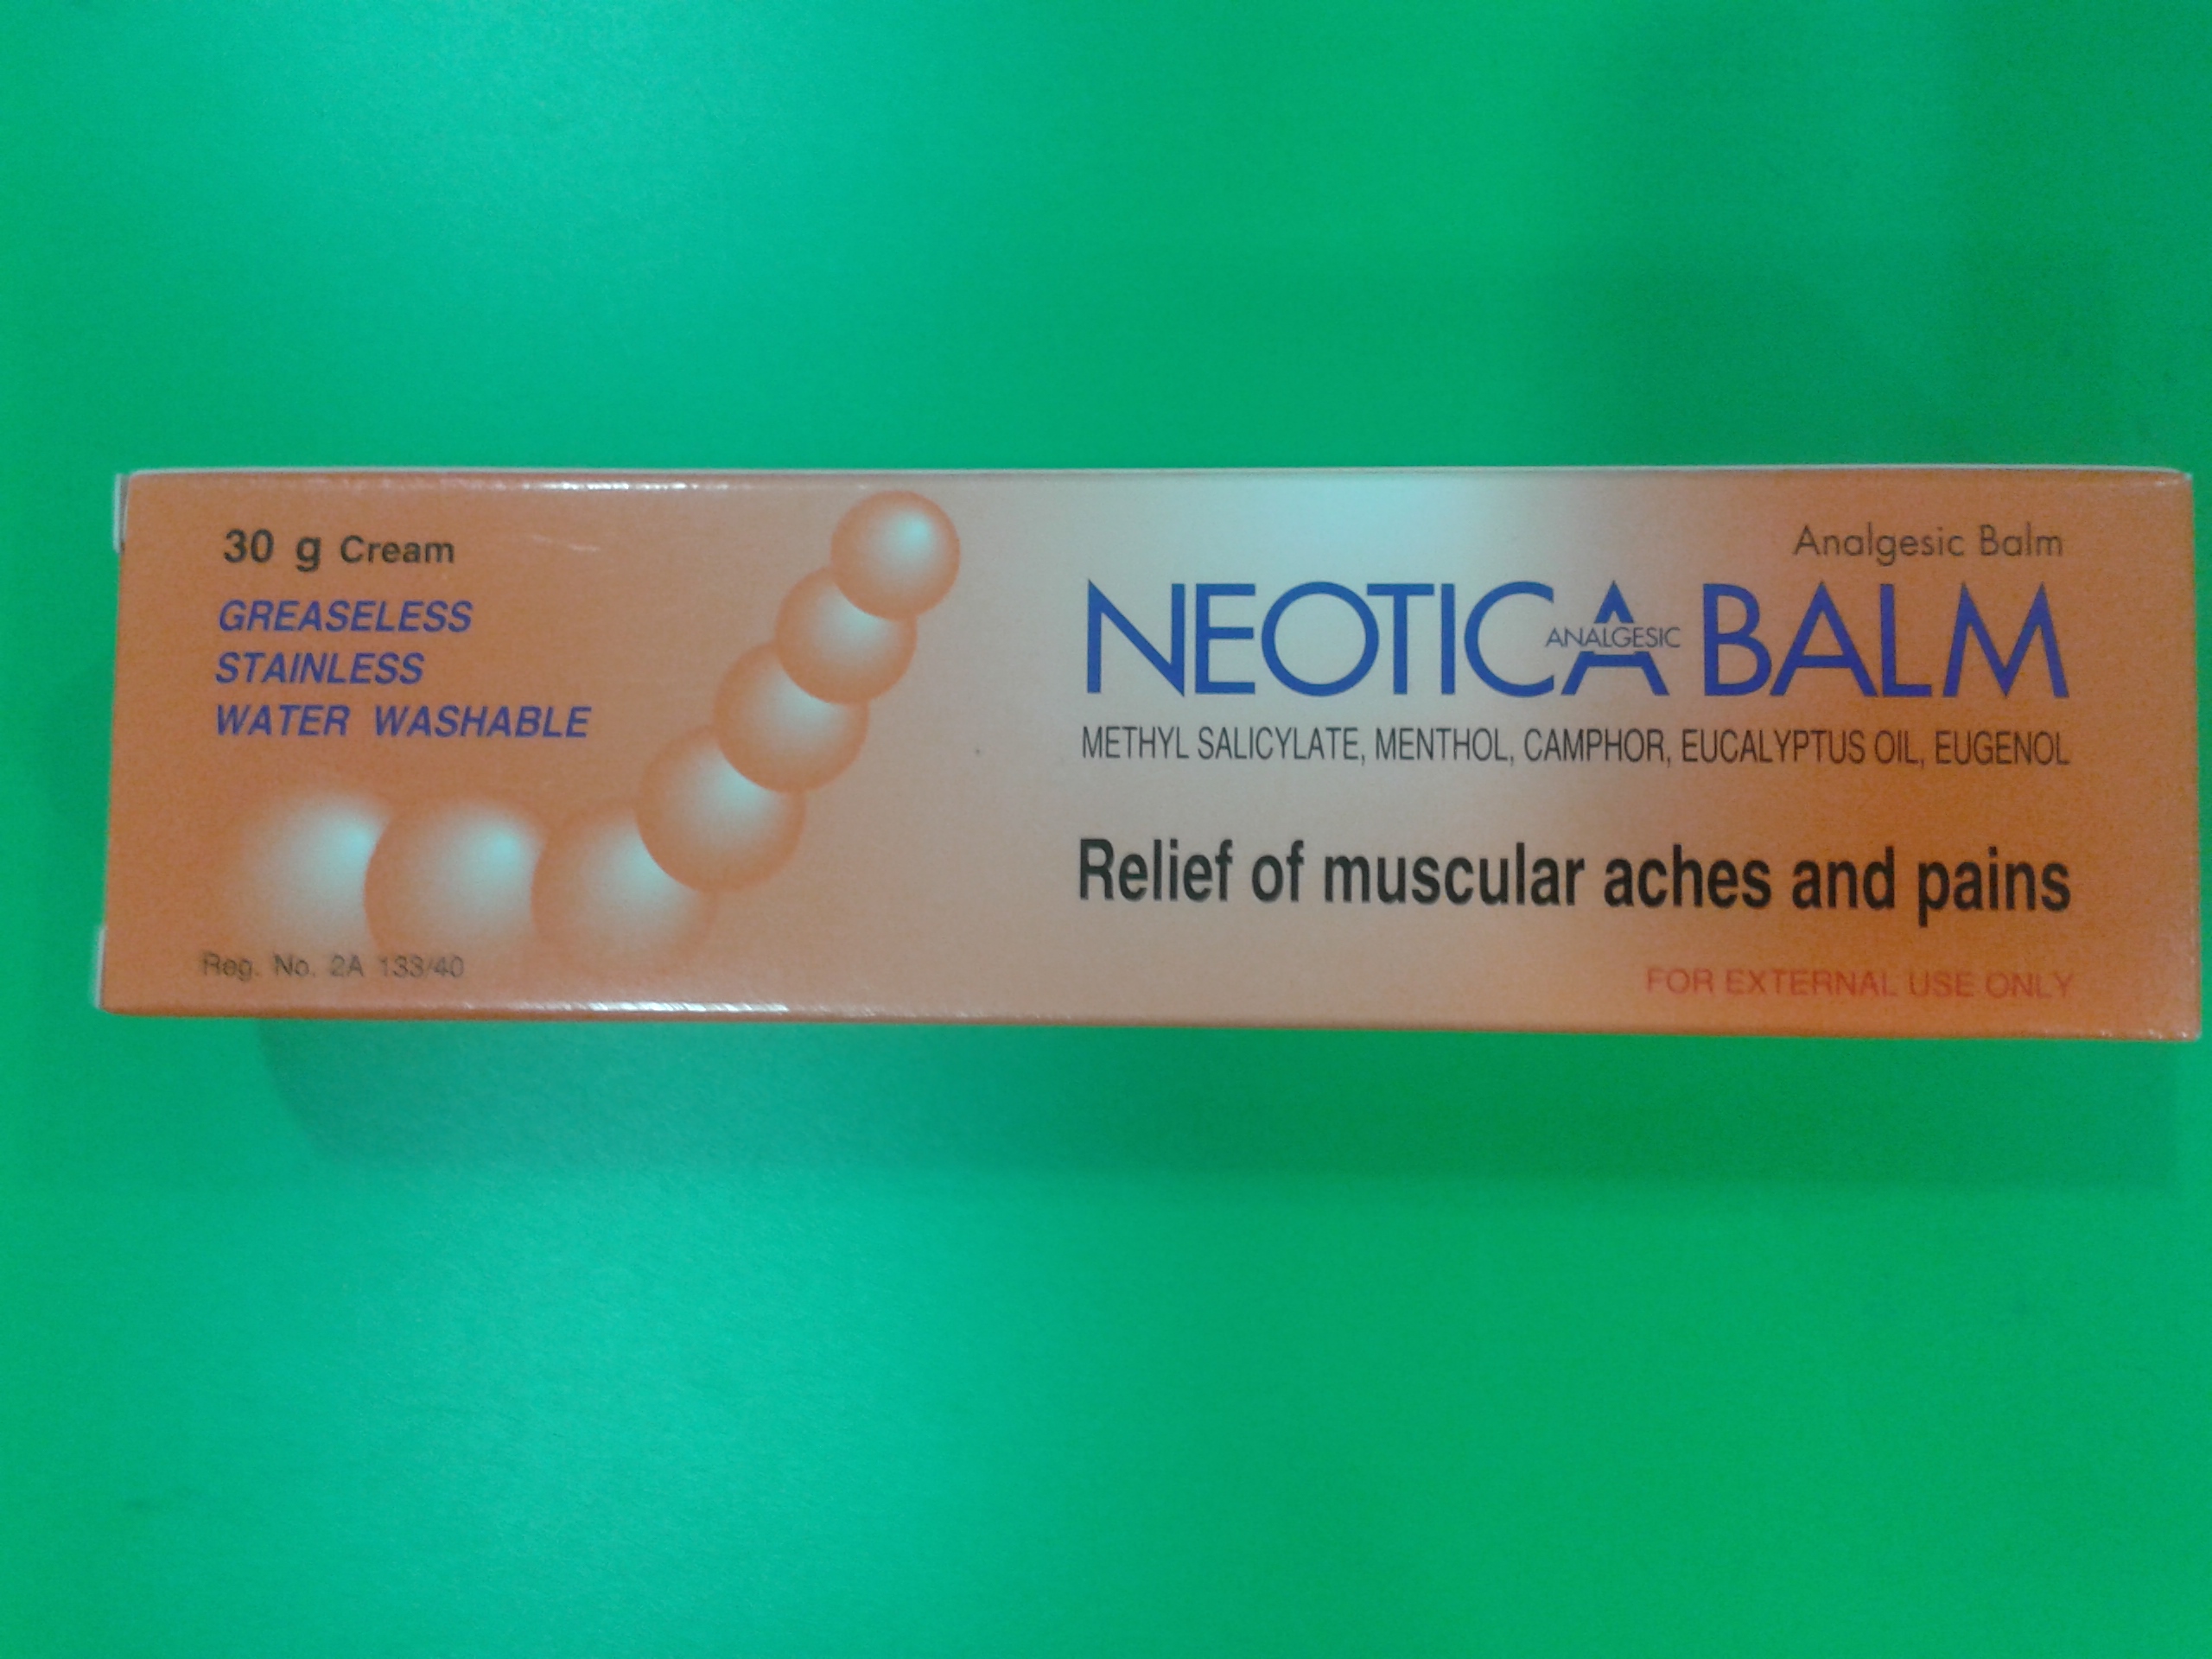 30 g Cream
GREASELESS
STAINLESS
WATER WASHABLE
Reg. No. 2A 133/40
Analgesic Balm
NEOTICA BALM
ANALGESIC
METHYL SALICYLATE, MENTHOL, CAMPHOR, EUCALYPTUS OIL, EUGENOL
Relief of muscular aches and pains
FOR EXTERNAL USE ONLY